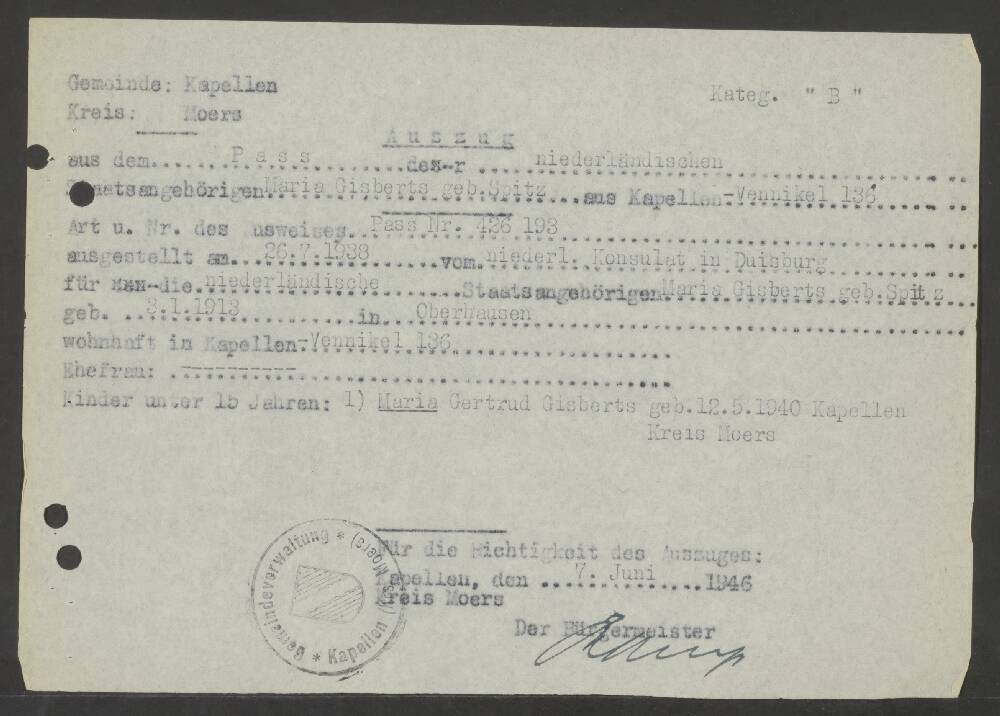 Gemeinde: Kapellen
Kateg. " B "
Kreis: Moers
Auszug
aus dem......Pass......der niederländischen
Staatsangehörigen Maria Gisberts geb.Spitz...aus Kapellen-Vennikel 136
Art u. Nr. des Ausweises..Pass Nr. 426 193
ausgestellt am...26.7.1938......vom niederl. Konsulat in Duisburg
für den-die niederländische Staatsangehörigen Maria Gisberts geb.Spitz
geb. ..3.1.1913..........in...Oberhausen
wohnhaft in Kapellen-Vennikel 136
Ehefrau: .----------
Kinder unter 15 Jahren: 1) Maria Gertrud Gisberts geb.12.5.1940 Kapellen
Kreis Moers
Für die Richtigkeit des Auszuges:
Kapellen, den ....7. Juni......1946
Kreis Moers
Der Bürgermeister
Gemeindeverwaltung * Kapellen (Moers) *